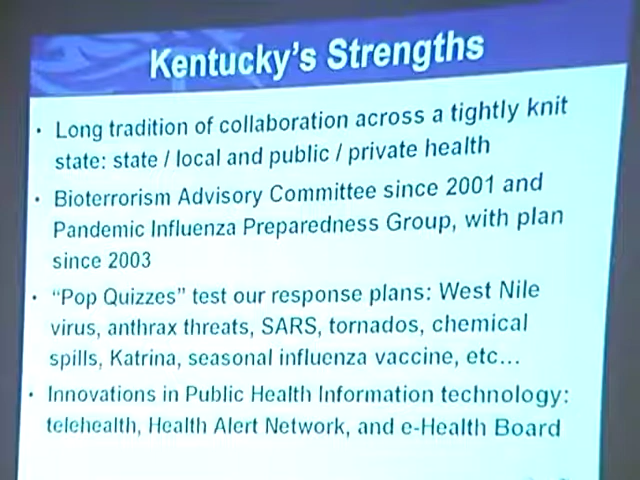 Kentucky's Strengths
• Long tradition of collaboration across a tightly knit
state: state / local and public / private health
• Bioterrorism Advisory Committee since 2001 and
Pandemic Influenza Preparedness Group, with plan
since 2003
• “Pop Quizzes” test our response plans: West Nile
virus, anthrax threats, SARS, tornados, chemical
spills, Katrina, seasonal influenza vaccine, etc...
• Innovations in Public Health Information technology:
telehealth, Health Alert Network, and e-Health Board